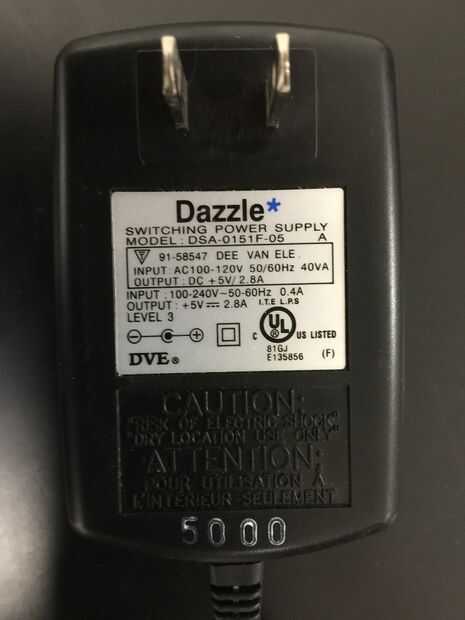 Dazzle*
SWITCHING POWER SUPPLY
MODEL : DSA-0151F-05 A
91-58547 DEE VAN ELE.
INPUT: AC100-120V 50/60Hz 40VA
OUTPUT: DC +5V/ 2.8A
INPUT :100-240V~50-60Hz 0.4A
OUTPUT: +5V ⎓ 2.8A I.T.E L.P.S
LEVEL 3
C UL US LISTED
DVE® 81GJ
E135856 (F)
CAUTION:
"RISK OF ELECTRIC SHOCK"
"DRY LOCATION USE ONLY"
ATTENTION:
POUR UTILISATION À
L'INTÉRIEUR SEULEMENT
5000